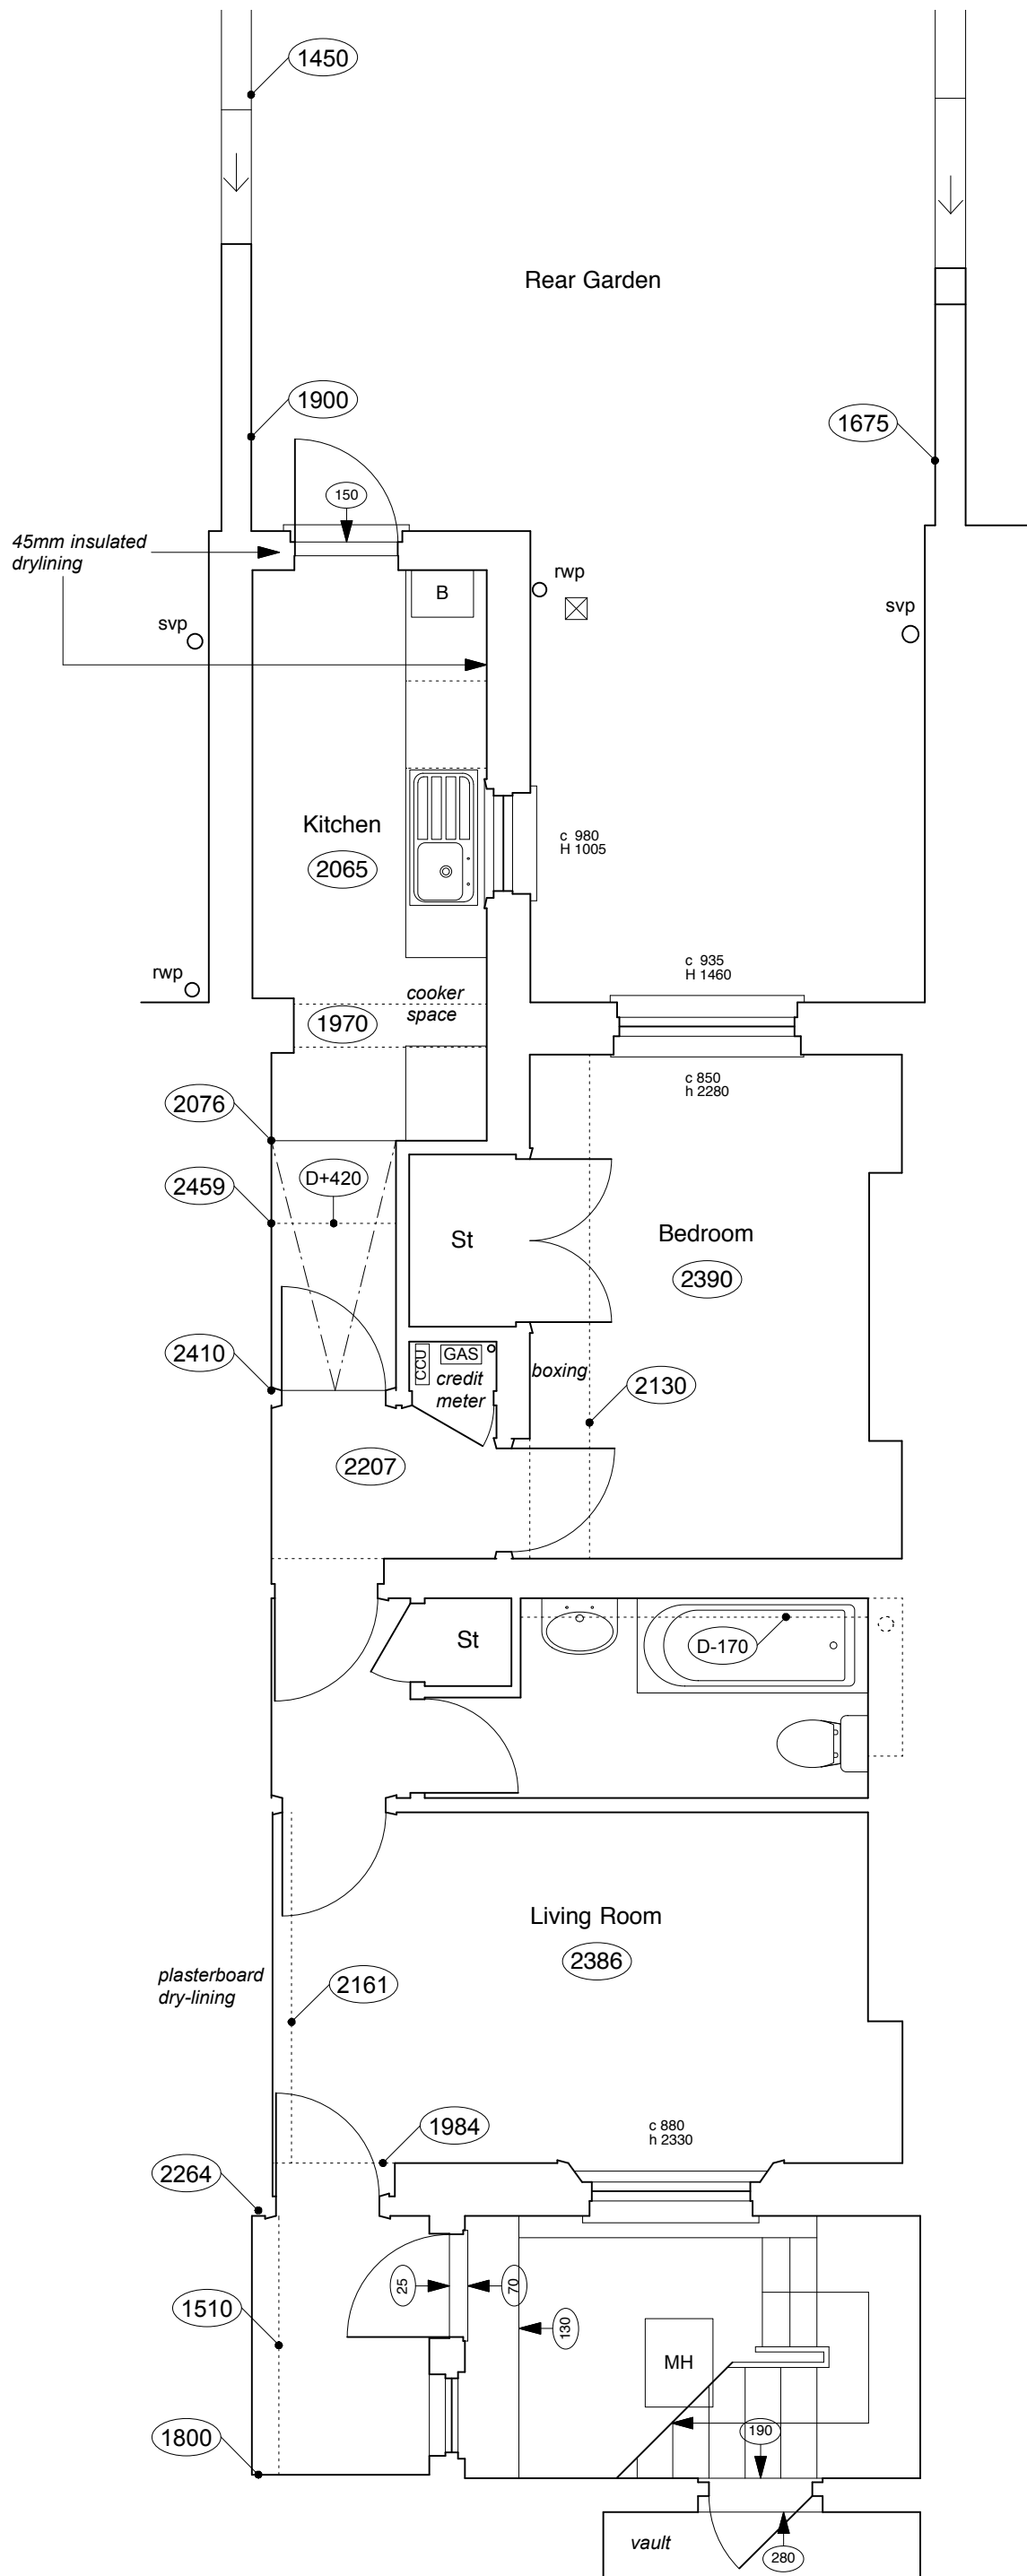 1450
Rear Garden
1900
1675
150
45mm insulated
drylining
rwp
B
svp
svp
Kitchen
c 980
H 1005
2065
c 935
H 1460
rwp
cooker
space
1970
c 850
h 2280
2076
D+420
2459
St
Bedroom
2390
2410
CCU
GAS
credit
meter
boxing
2130
2207
St
D-170
Living Room
2386
plasterboard
dry-lining
2161
1984
c 880
h 2330
2264
25
70
1510
130
MH
1800
190
vault
280